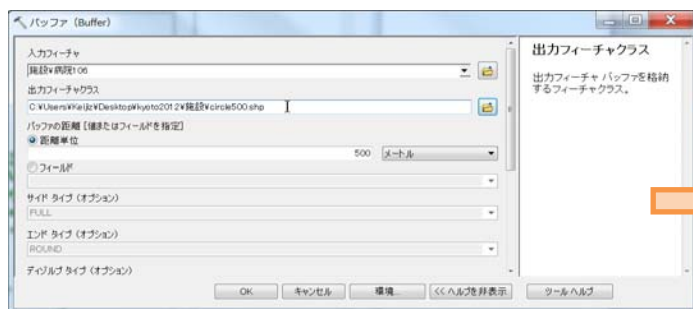 バッファ (Buffer)
入力フィーチャ
施設¥病院106
出力フィーチャクラス
C:¥Users¥Keijiz¥Desktop¥kyoto2012¥施設¥circle500.shp
バッファの距離 [値またはフィールドを指定]
距離単位
500 メートル
フィールド
サイド タイプ (オプション)
FULL
エンド タイプ (オプション)
ROUND
ディゾルブ タイプ (オプション)
OK キャンセル 環境... << ヘルプを非表示 ツール ヘルプ
出力フィーチャクラス
出力フィーチャ バッファを格納
するフィーチャクラス。